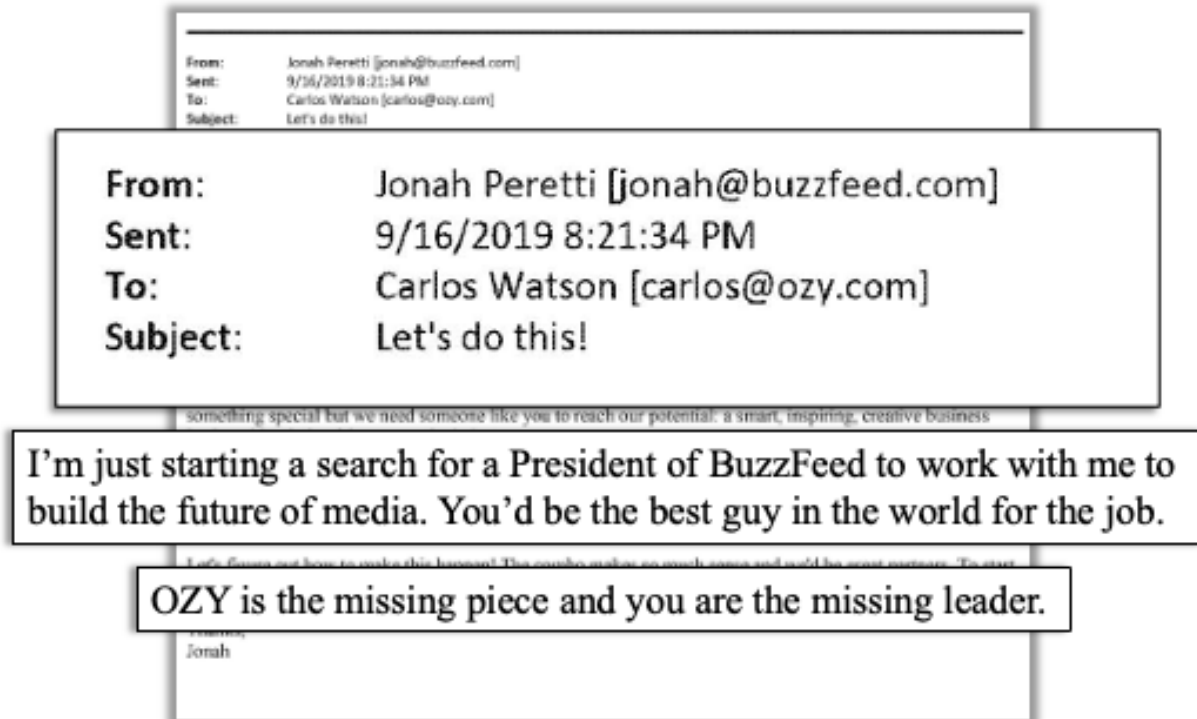 From: Jonah Peretti [jonah@buzzfeed.com]
Sent: 9/16/2019 8:21:34 PM
To: Carlos Watson [carlos@ozy.com]
Subject: Let's do this!
From: Jonah Peretti [jonah@buzzfeed.com]
Sent: 9/16/2019 8:21:34 PM
To: Carlos Watson [carlos@ozy.com]
Subject: Let's do this!
something special but we need someone like you to reach our potential: a smart, inspiring, creative business
I'm just starting a search for a President of BuzzFeed to work with me to
build the future of media. You'd be the best guy in the world for the job.
Let's figure out how to make this happen! The combo makes so much sense and we'd be great partners. To start
OZY is the missing piece and you are the missing leader.
Thanks,
Jonah